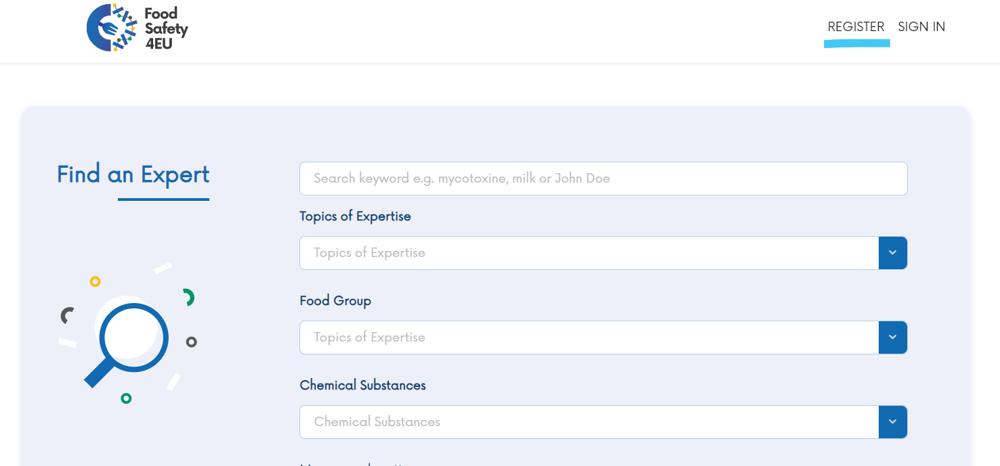 Food
Safety
4EU
REGISTER SIGN IN
Find an Expert
Search keyword e.g. mycotoxine, milk or John Doe
Topics of Expertise
Topics of Expertise
Food Group
Topics of Expertise
Chemical Substances
Chemical Substances